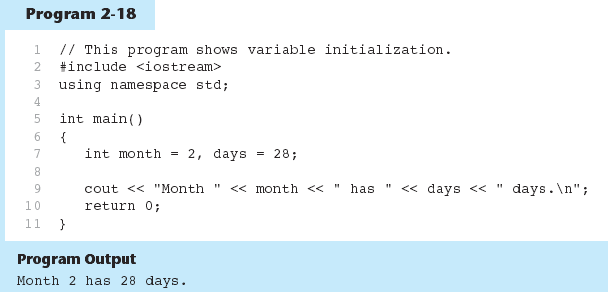 Program 2-18
1 // This program shows variable initialization.
2 #include <iostream>
3 using namespace std;
4
5 int main()
6 {
7 int month = 2, days = 28;
8
9 cout << "Month " << month << " has " << days << " days.\n";
10 return 0;
11 }
Program Output
Month 2 has 28 days.